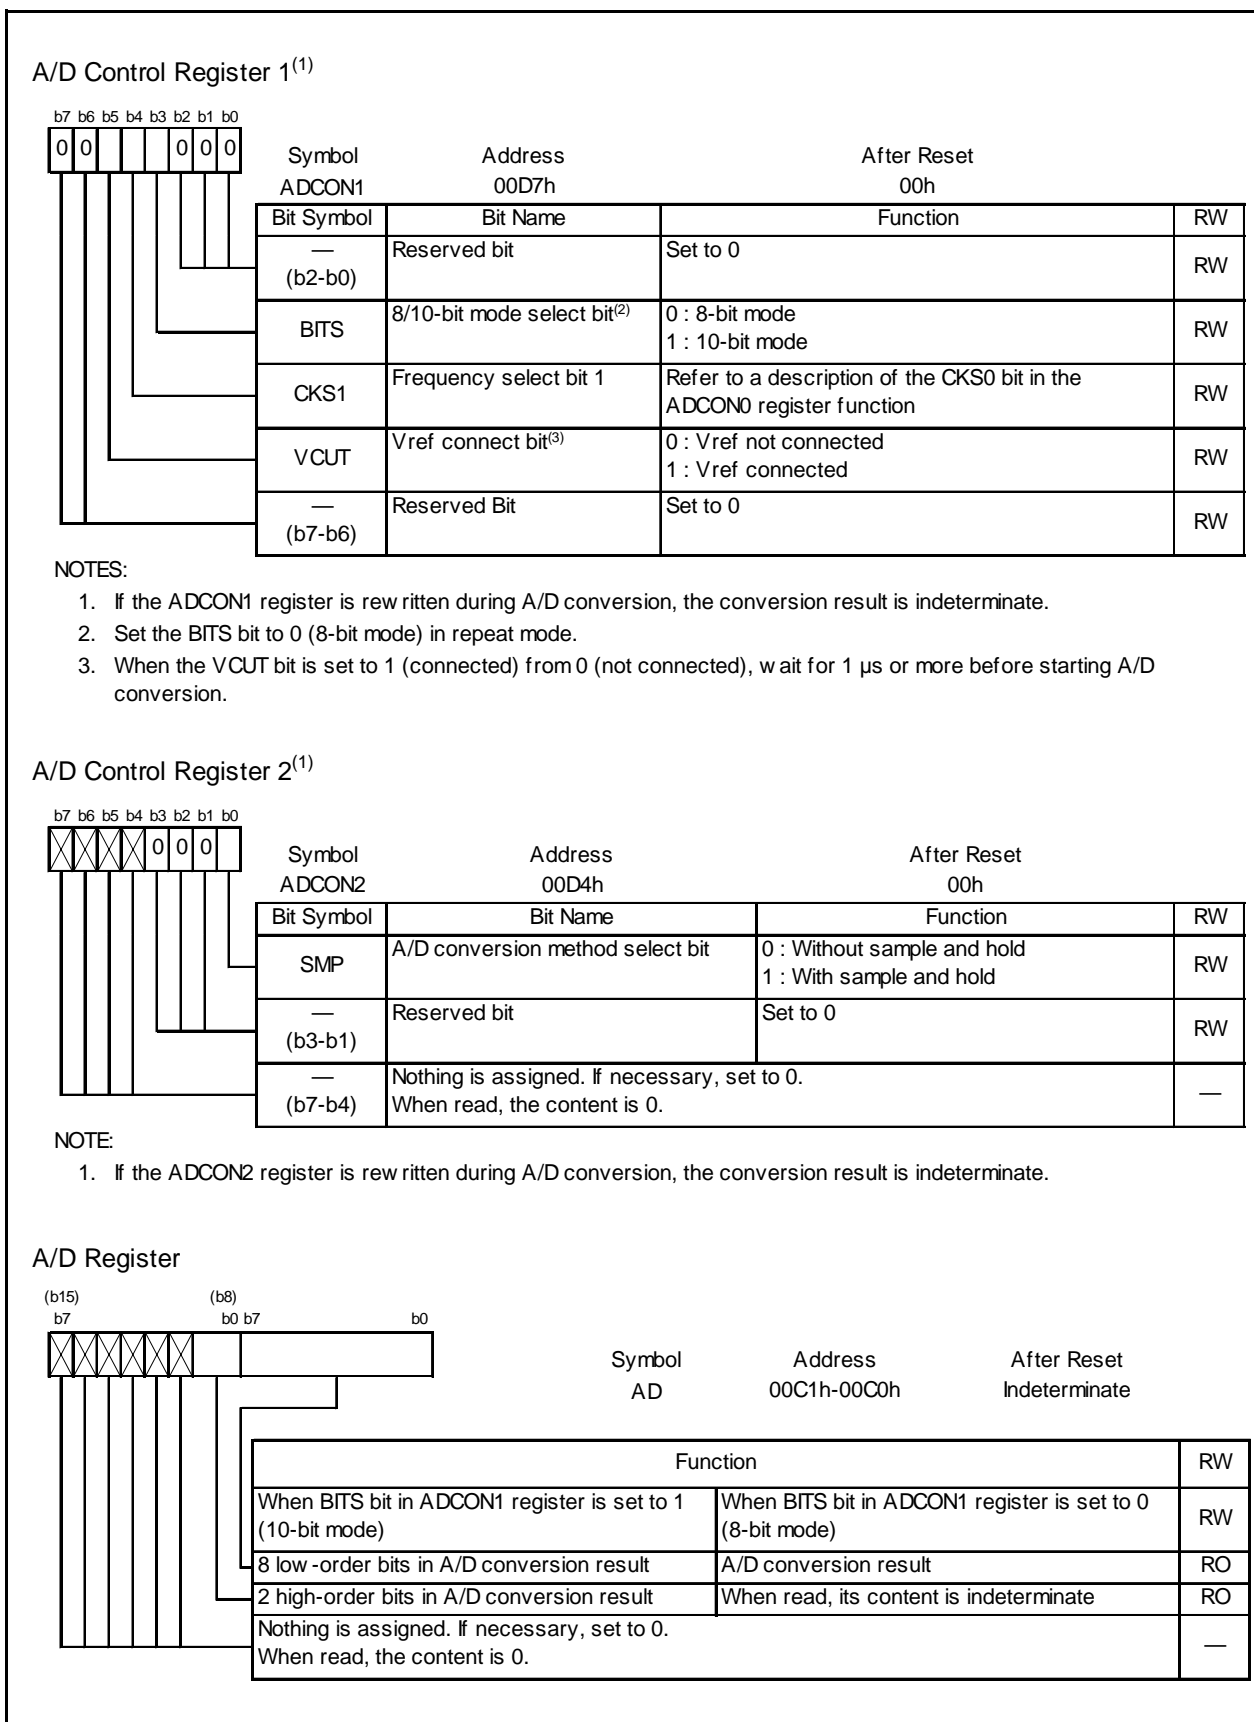 A/D Control Register 1(1)
b7 b6 b5 b4 b3 b2 b1 b0
0 0 0 0 0
Symbol Address After Reset
ADCON1 00D7h 00h
Bit Symbol Bit Name Function RW
— (b2-b0) Reserved bit Set to 0 RW
BITS 8/10-bit mode select bit(2) 0 : 8-bit mode
1 : 10-bit mode RW
CKS1 Frequency select bit 1 Refer to a description of the CKS0 bit in the
ADCON0 register function RW
VCUT Vref connect bit(3) 0 : Vref not connected
1 : Vref connected RW
— (b7-b6) Reserved Bit Set to 0 RW
NOTES:
1. If the ADCON1 register is rewritten during A/D conversion, the conversion result is indeterminate.
2. Set the BITS bit to 0 (8-bit mode) in repeat mode.
3. When the VCUT bit is set to 1 (connected) from 0 (not connected), wait for 1 µs or more before starting A/D
conversion.
A/D Control Register 2(1)
b7 b6 b5 b4 b3 b2 b1 b0
0 0 0
Symbol Address After Reset
ADCON2 00D4h 00h
Bit Symbol Bit Name Function RW
SMP A/D conversion method select bit 0 : Without sample and hold
1 : With sample and hold RW
— (b3-b1) Reserved bit Set to 0 RW
— (b7-b4) Nothing is assigned. If necessary, set to 0.
When read, the content is 0. —
NOTE:
1. If the ADCON2 register is rewritten during A/D conversion, the conversion result is indeterminate.
A/D Register
(b15) (b8)
b7 b0 b7 b0
Symbol Address After Reset
AD 00C1h-00C0h Indeterminate
Function RW
When BITS bit in ADCON1 register is set to 1
(10-bit mode)
When BITS bit in ADCON1 register is set to 0
(8-bit mode)
RW
8 low-order bits in A/D conversion result A/D conversion result RO
2 high-order bits in A/D conversion result When read, its content is indeterminate RO
Nothing is assigned. If necessary, set to 0.
When read, the content is 0. —